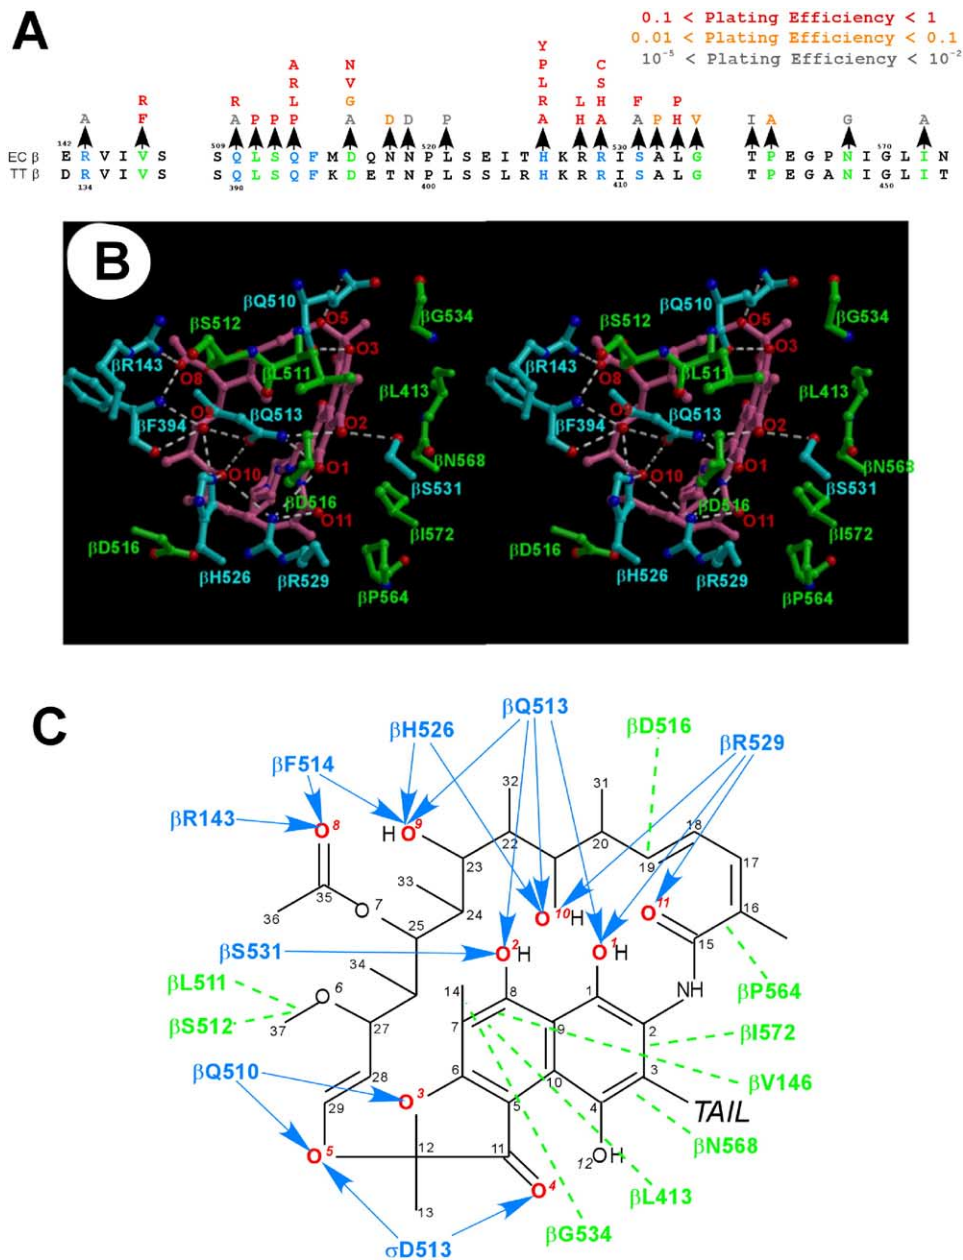 A
0.1 < Plating Efficiency < 1
0.01 < Plating Efficiency < 0.1
10⁻⁵ < Plating Efficiency < 10⁻²
Y
A N P C
R V L S
R R L G R L H F P
A F A P P P A D D P A H A A P H V I A G A
142 509 520 530 570
EC β E R V I V S S Q L S Q F M D Q N N P L S E I T H K R R I S A L G T P E G P N I G L I N
TT β D R V I V S S Q L S Q F K D E T N P L S S L R H K R R I S A L G T P E G A N I G L I T
134 390 400 410 450
B
βQ510 O5 βG534 βQ510 O5 βG534
βS512 O3 βS512 O3
βR143 O8 βL511 βR143 O8 βL511
βL413 βL413
βF394 O9 βQ513 O2 βF394 O9 βQ513 O2
O10 O1 βN568 O10 O1 βN568
βD516 βS531 βD516 βS531
O11 O11
βD516 βI572 βD516 βI572
βH526 βR529 βH526 βR529
βP564 βP564
C
βQ513
βH526 βD516
βR529
βF514
32 31
βR143
O8 H O9 22 20 18
19 17
23
33 O11
35 7 O10 H 16
36 O 24
25 15
βS531 O2 H O1 H
34
βL511 14 8 1 NH βP564
O 6
βS512 37 27 7 9 2 βI572
βQ510 28 6 10 3 βV146
29 O3 5 4 TAIL
βN568
12 11
O5 12 OH
O4 βL413
13
σD513 βG534